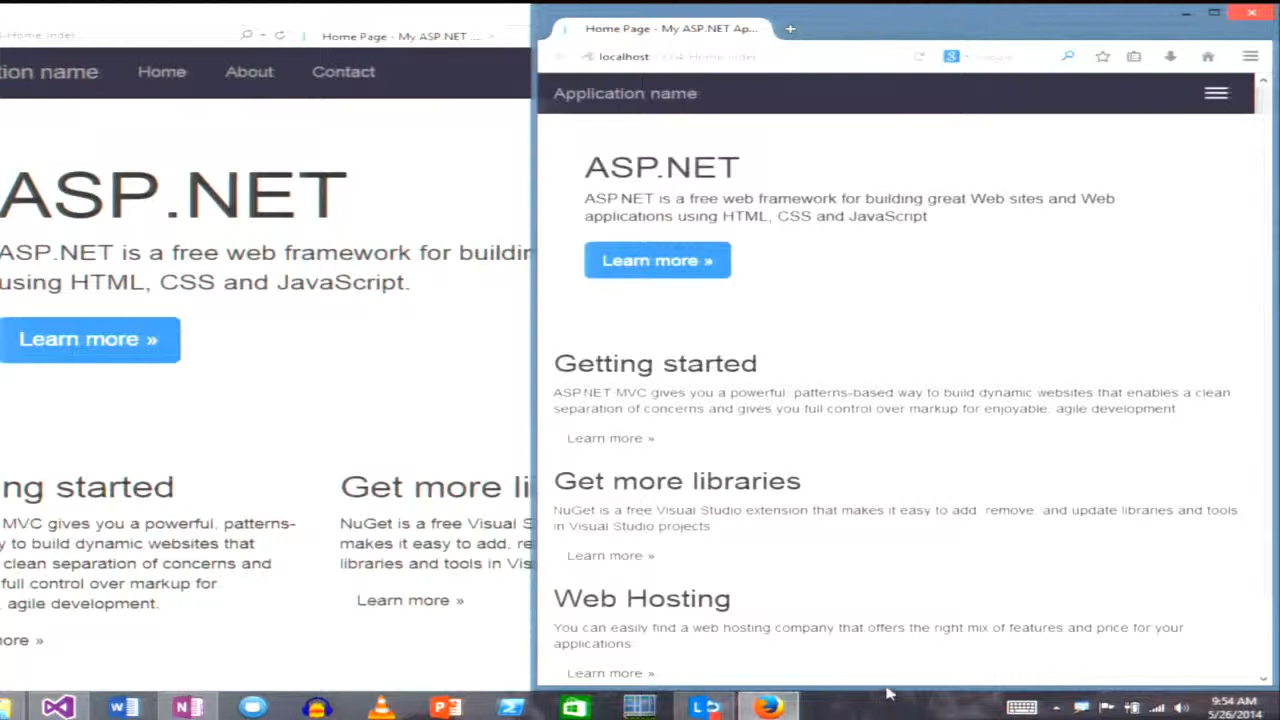 Home Page - My ASP.NET ...
tion name
Home
About
Contact
ASP.NET
ASP.NET is a free web framework for buildin
using HTML, CSS and JavaScript.
Learn more »
ng started
MVC gives you a powerful, patterns-
y to build dynamic websites that
clean separation of concerns and
full control over markup for
, agile development.
ore »
Get more li
NuGet is a free Visual S
makes it easy to add, re
libraries and tools in Vis
Learn more »
Home Page - My ASP.NET Ap...
localhost
Application name
ASP.NET
ASP.NET is a free web framework for building great Web sites and Web
applications using HTML, CSS and JavaScript
Learn more »
Getting started
ASP.NET MVC gives you a powerful, patterns-based way to build dynamic websites that enables a clean
separation of concerns and gives you full control over markup for enjoyable, agile development
Learn more »
Get more libraries
NuGet is a free Visual Studio extension that makes it easy to add, remove, and update libraries and tools
in Visual Studio projects
Learn more »
Web Hosting
You can easily find a web hosting company that offers the right mix of features and price for your
applications
Learn more »
9:54 AM
5/26/2014